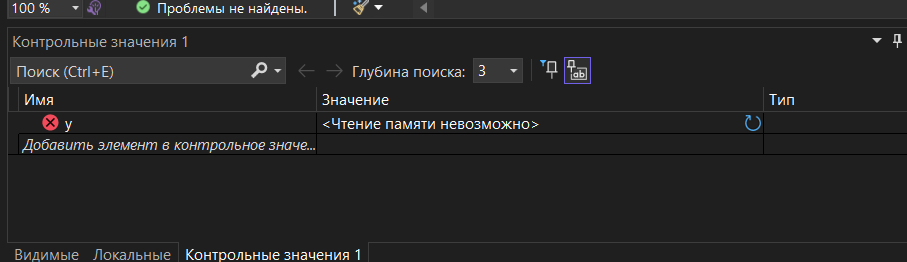 100 % Проблемы не найдены.
Контрольные значения 1
Поиск (Ctrl+E) Глубина поиска: 3 ab
Имя Значение Тип
y <Чтение памяти невозможно>
Добавить элемент в контрольное значе...
Видимые Локальные Контрольные значения 1